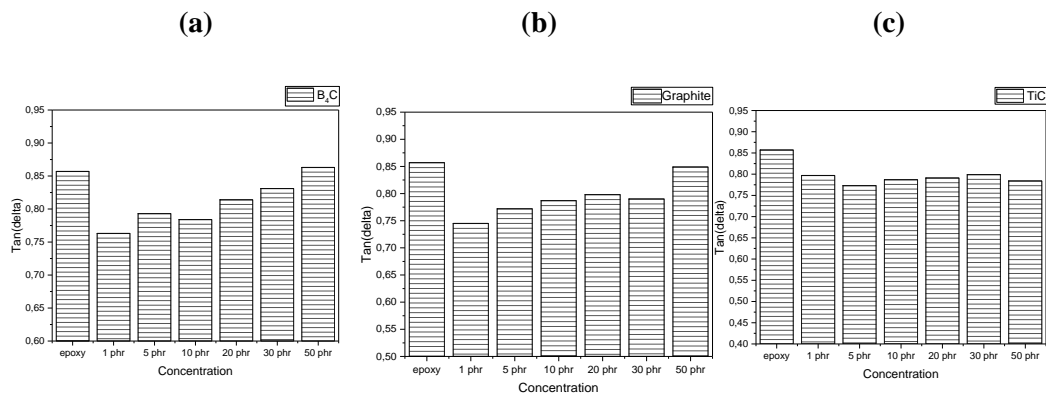 (a)
(b)
(c)
B₄C
Tan(delta)
0,95
0,90
0,85
0,80
0,75
0,70
0,65
0,60
epoxy 1 phr 5 phr 10 phr 20 phr 30 phr 50 phr
Concentration
Graphite
Tan(delta)
0,95
0,90
0,85
0,80
0,75
0,70
0,65
0,60
0,55
0,50
epoxy 1 phr 5 phr 10 phr 20 phr 30 phr 50 phr
Concentration
TiC
Tan(delta)
0,95
0,90
0,85
0,80
0,75
0,70
0,65
0,60
0,55
0,50
0,45
0,40
epoxy 1 phr 5 phr 10 phr 20 phr 30 phr 50 phr
Concentration